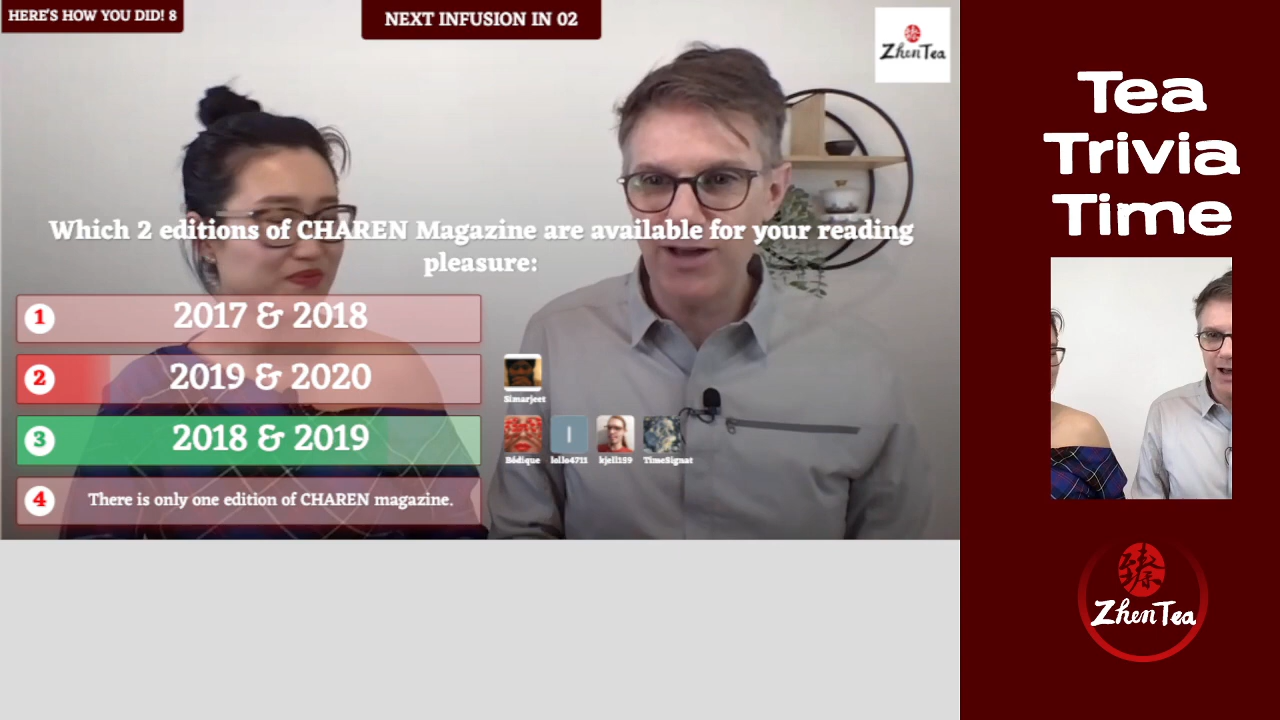 HERE'S HOW YOU DID! 8
NEXT INFUSION IN 02
ZhenTea
Tea
Trivia
Time
Which 2 editions of CHAREN Magazine are available for your reading
pleasure:
1 2017 & 2018
2 2019 & 2020
Simarjeet
3 2018 & 2019
Bédique lollo4711 kjell159 TimeSignat
4 There is only one edition of CHAREN magazine.
臻
ZhenTea